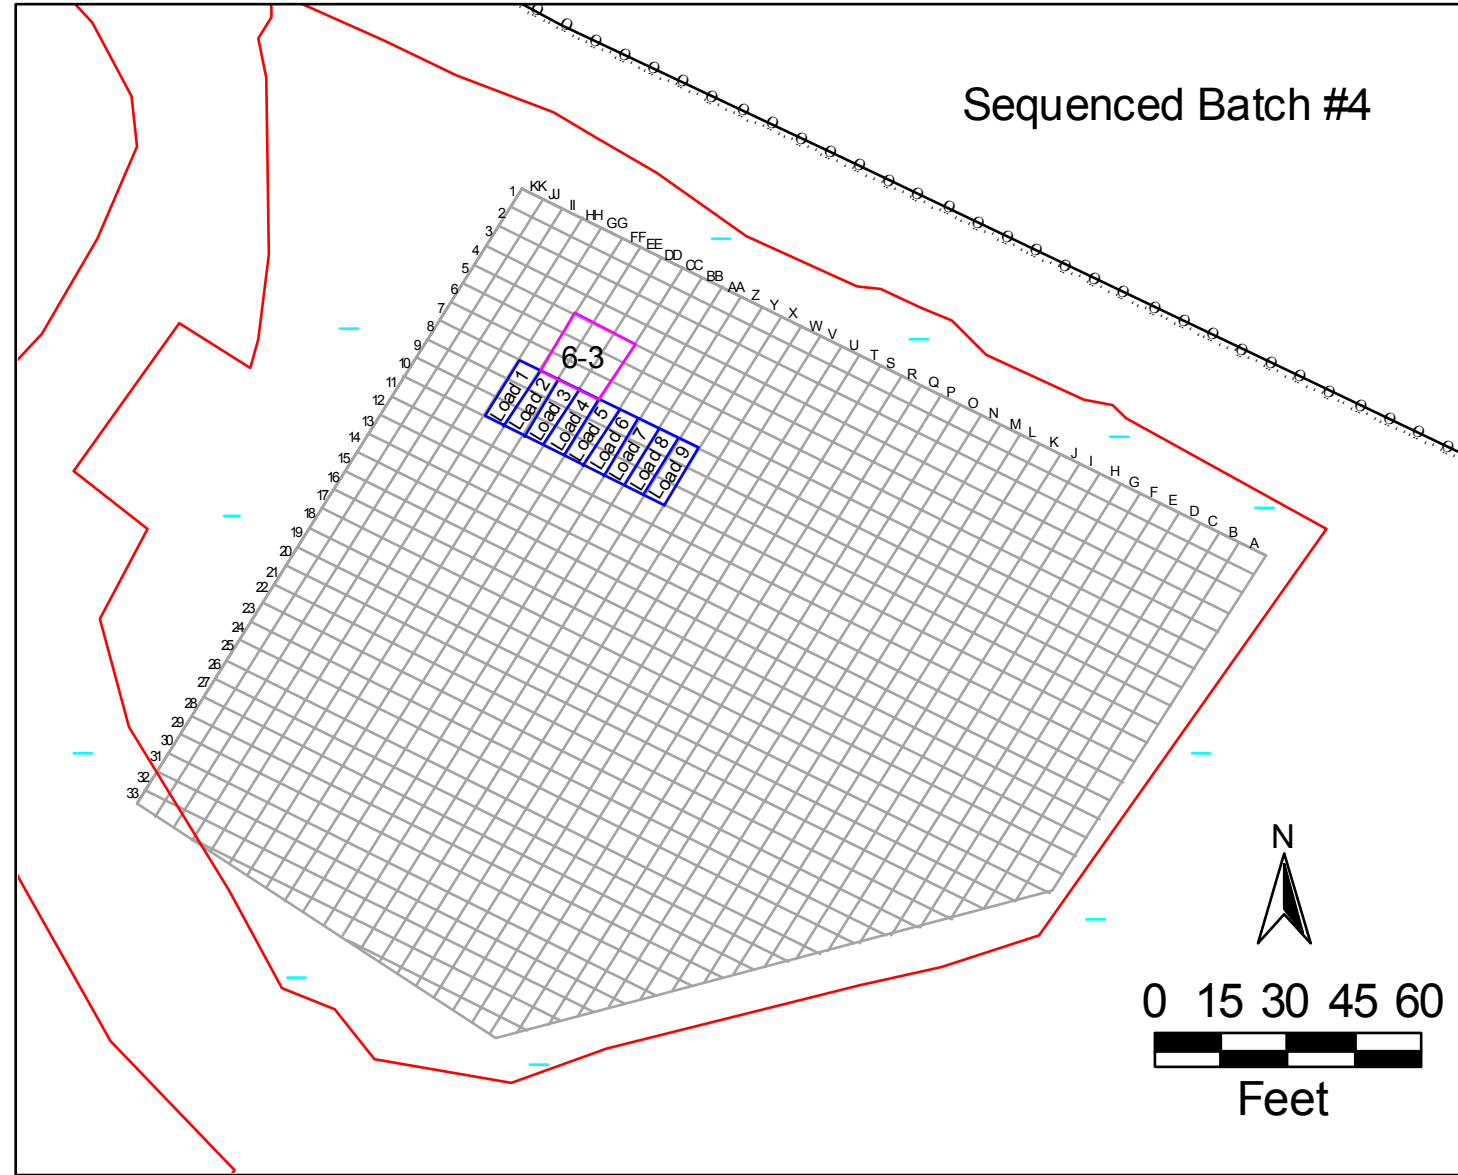 Sequenced Batch #4
KK JJ II HH GG FF EE DD CC BB AA Z Y X W V U T S R Q P O N M L K J I H G F E D C B A
1
2
3
4
5
6
7
8
9
10
11
12
13
14
15
16
17
18
19
20
21
22
23
24
25
26
27
28
29
30
31
32
33
6-3
Load 1
Load 2
Load 3
Load 4
Load 5
Load 6
Load 7
Load 8
Load 9
N
0 15 30 45 60
Feet